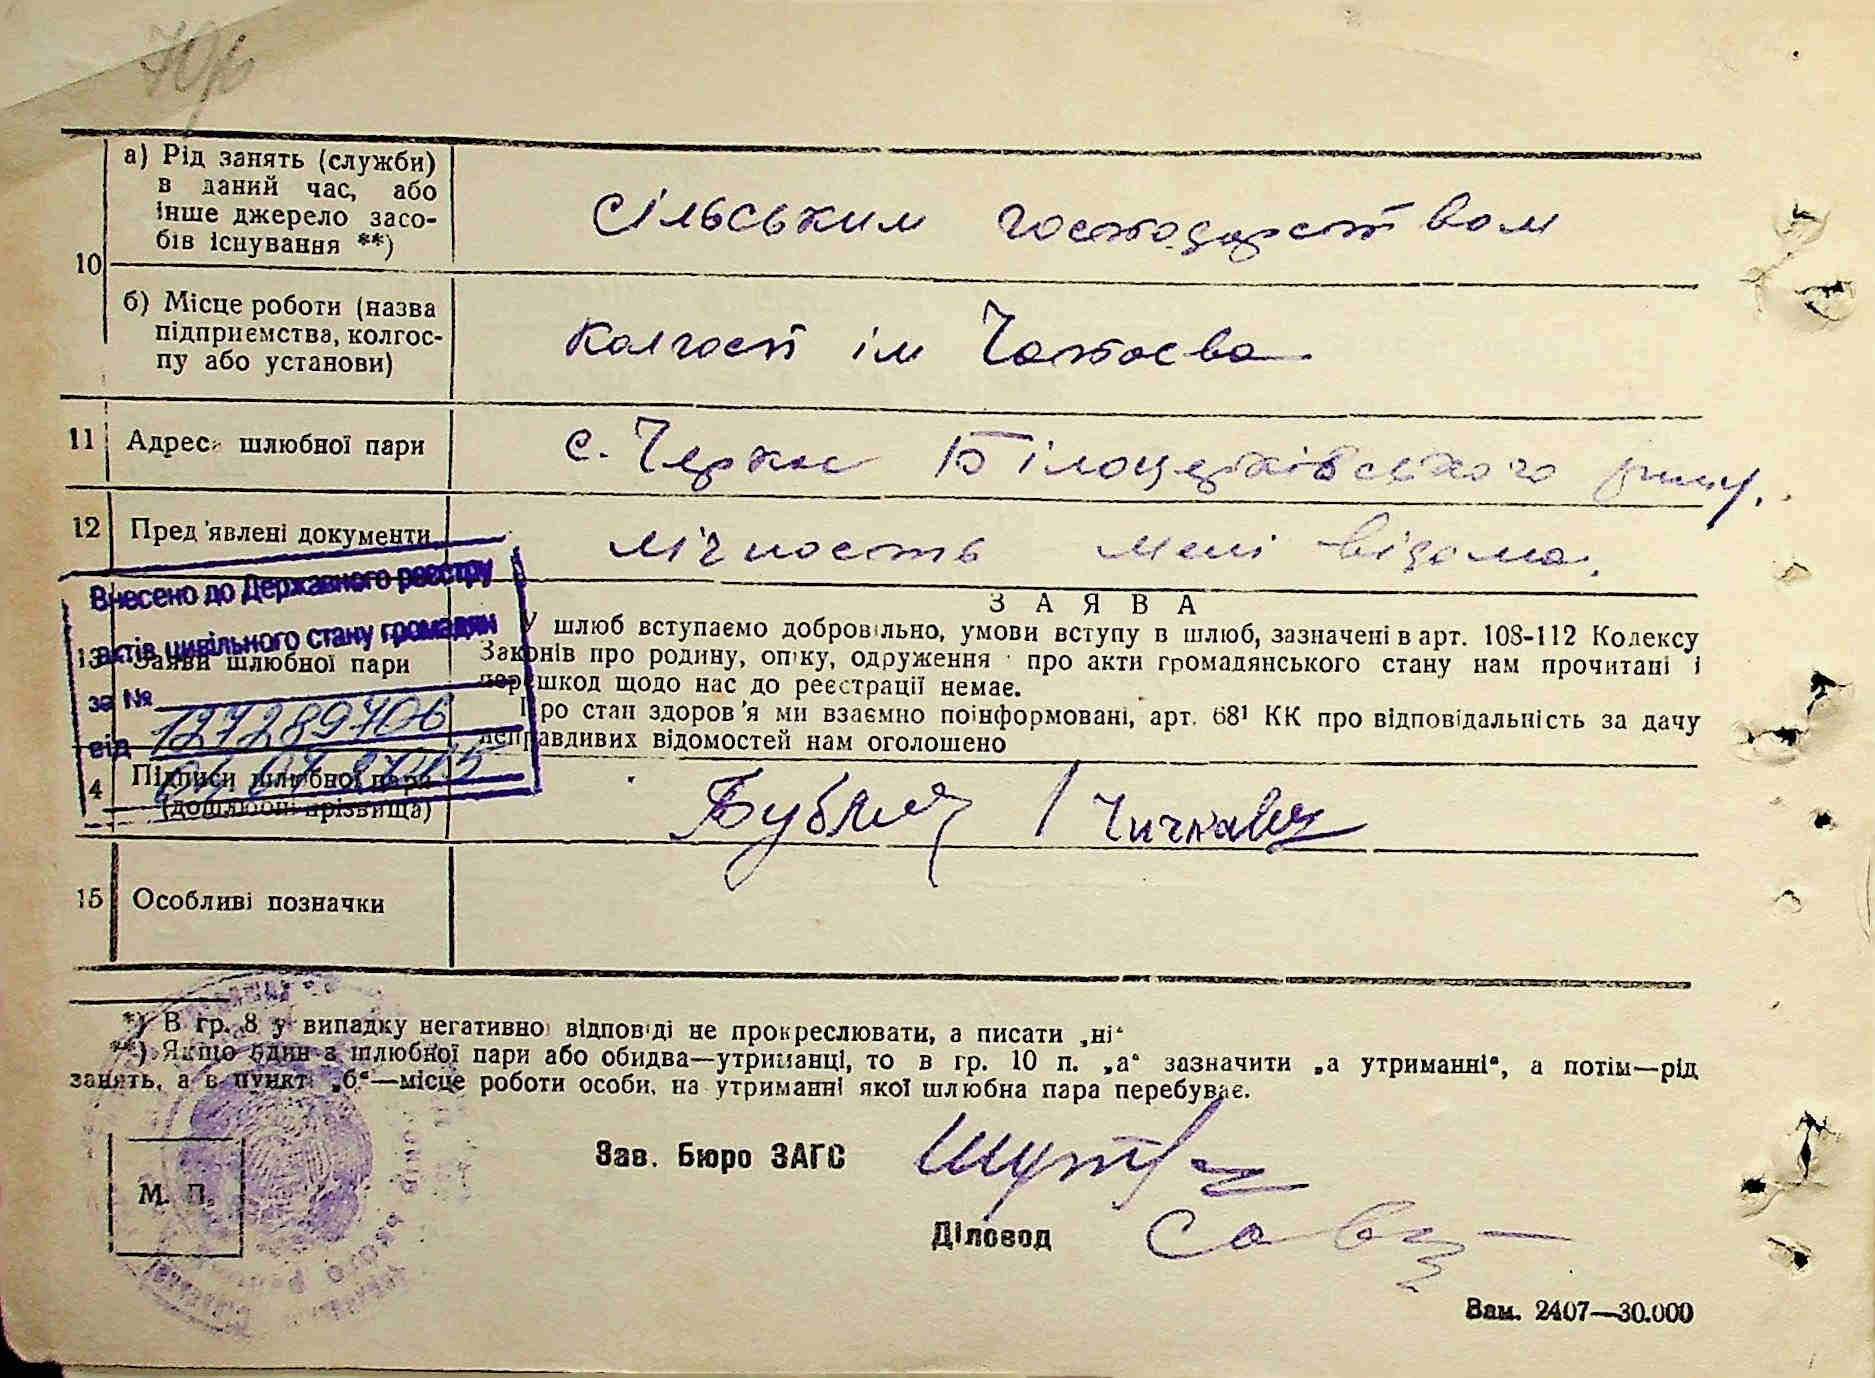 10
а) Рід занять (служби)
в даний час, або
інше джерело засо-
бів існування **)
сільським господарством
б) Місце роботи (назва
підприємства, колгос-
пу або установи)
Колгосп ім Чапаєва
11 Адреса шлюбної пари
с. Черкас Білоцерківського р-ну.
12 Пред'явлені документи
лічность мені відома.
Внесено до Державного реєстру
актів цивільного стану громадян
за № 127289706
від
13 Заяви шлюбної пари
ЗАЯВА
У шлюб вступаємо добровільно, умови вступу в шлюб, зазначені в арт. 108-112 Кодексу
Законів про родину, опіку, одруження і про акти громадянського стану нам прочитані і
перешкод щодо нас до реєстрації немає.
Про стан здоров'я ми взаємно поінформовані, арт. 68¹ КК про відповідальність за дачу
неправдивих відомостей нам оголошено
4 Підписи шлюбної пари
(дошлюбні прізвища)
15 Особливі позначки
*) В гр. 8 у випадку негативної відповіді не прокреслювати, а писати „ні“
**) Якщо один з шлюбної пари або обидва—утриманці, то в гр. 10 п. „а“ зазначити „а утриманні“, а потім—рід
занять, а в пункті „б“—місце роботи особи, на утриманні якої шлюбна пара перебуває.
Зав. Бюро ЗАГС
М. П.
Діловод
Зам. 2407—30.000